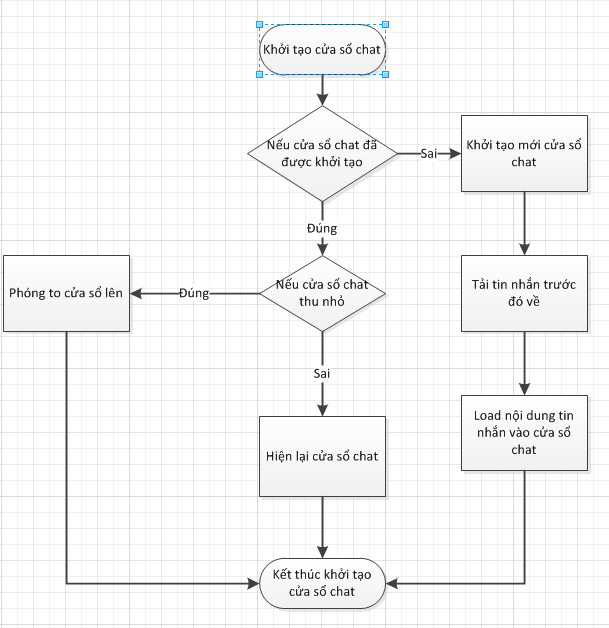 Khởi tạo cửa sổ chat
Nếu cửa sổ chat đã
được khởi tạo
Sai
Khởi tạo mới cửa sổ
chat
Đúng
Phóng to cửa sổ lên
Đúng
Nếu cửa sổ chat
thu nhỏ
Tải tin nhắn trước
đó về
Sai
Load nội dung tin
nhắn vào cửa sổ
chat
Hiện lại cửa sổ chat
Kết thúc khởi tạo
cửa sổ chat